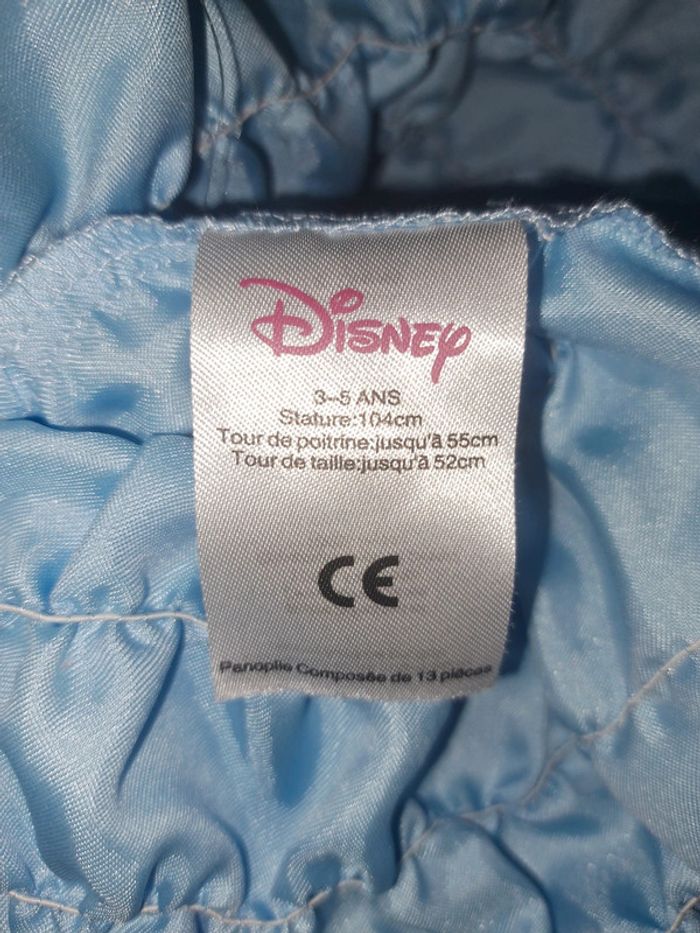 Disney
3-5 ANS
Stature:104cm
Tour de poitrine:jusqu'à 55cm
Tour de taille:jusqu'à 52cm
CE
Panoplie Composée de 13 pièces